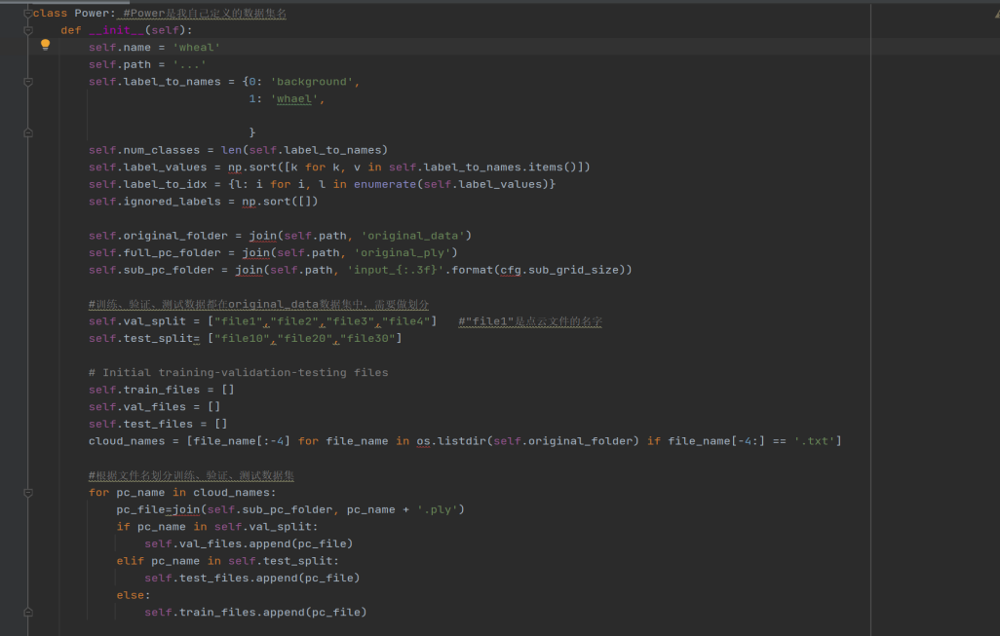 class Power: #Power是我自己定义的数据集名
    def __init__(self):
        self.name = 'wheal'
        self.path = '...'
        self.label_to_names = {0: 'background',
                               1: 'whael',
                               }
        self.num_classes = len(self.label_to_names)
        self.label_values = np.sort([k for k, v in self.label_to_names.items()])
        self.label_to_idx = {l: i for i, l in enumerate(self.label_values)}
        self.ignored_labels = np.sort([])
        self.original_folder = join(self.path, 'original_data')
        self.full_pc_folder = join(self.path, 'original_ply')
        self.sub_pc_folder = join(self.path, 'input_{:.3f}'.format(cfg.sub_grid_size))
        #训练、验证、测试数据都在original_data数据集中，需要做划分
        self.val_split = ["file1","file2","file3","file4"]   #"file1"是点云文件的名字
        self.test_split= ["file10","file20","file30"]
        # Initial training-validation-testing files
        self.train_files = []
        self.val_files = []
        self.test_files = []
        cloud_names = [file_name[:-4] for file_name in os.listdir(self.original_folder) if file_name[-4:] == '.txt']
        #根据文件名划分训练、验证、测试数据集
        for pc_name in cloud_names:
            pc_file=join(self.sub_pc_folder, pc_name + '.ply')
            if pc_name in self.val_split:
                self.val_files.append(pc_file)
            elif pc_name in self.test_split:
                self.test_files.append(pc_file)
            else:
                self.train_files.append(pc_file)